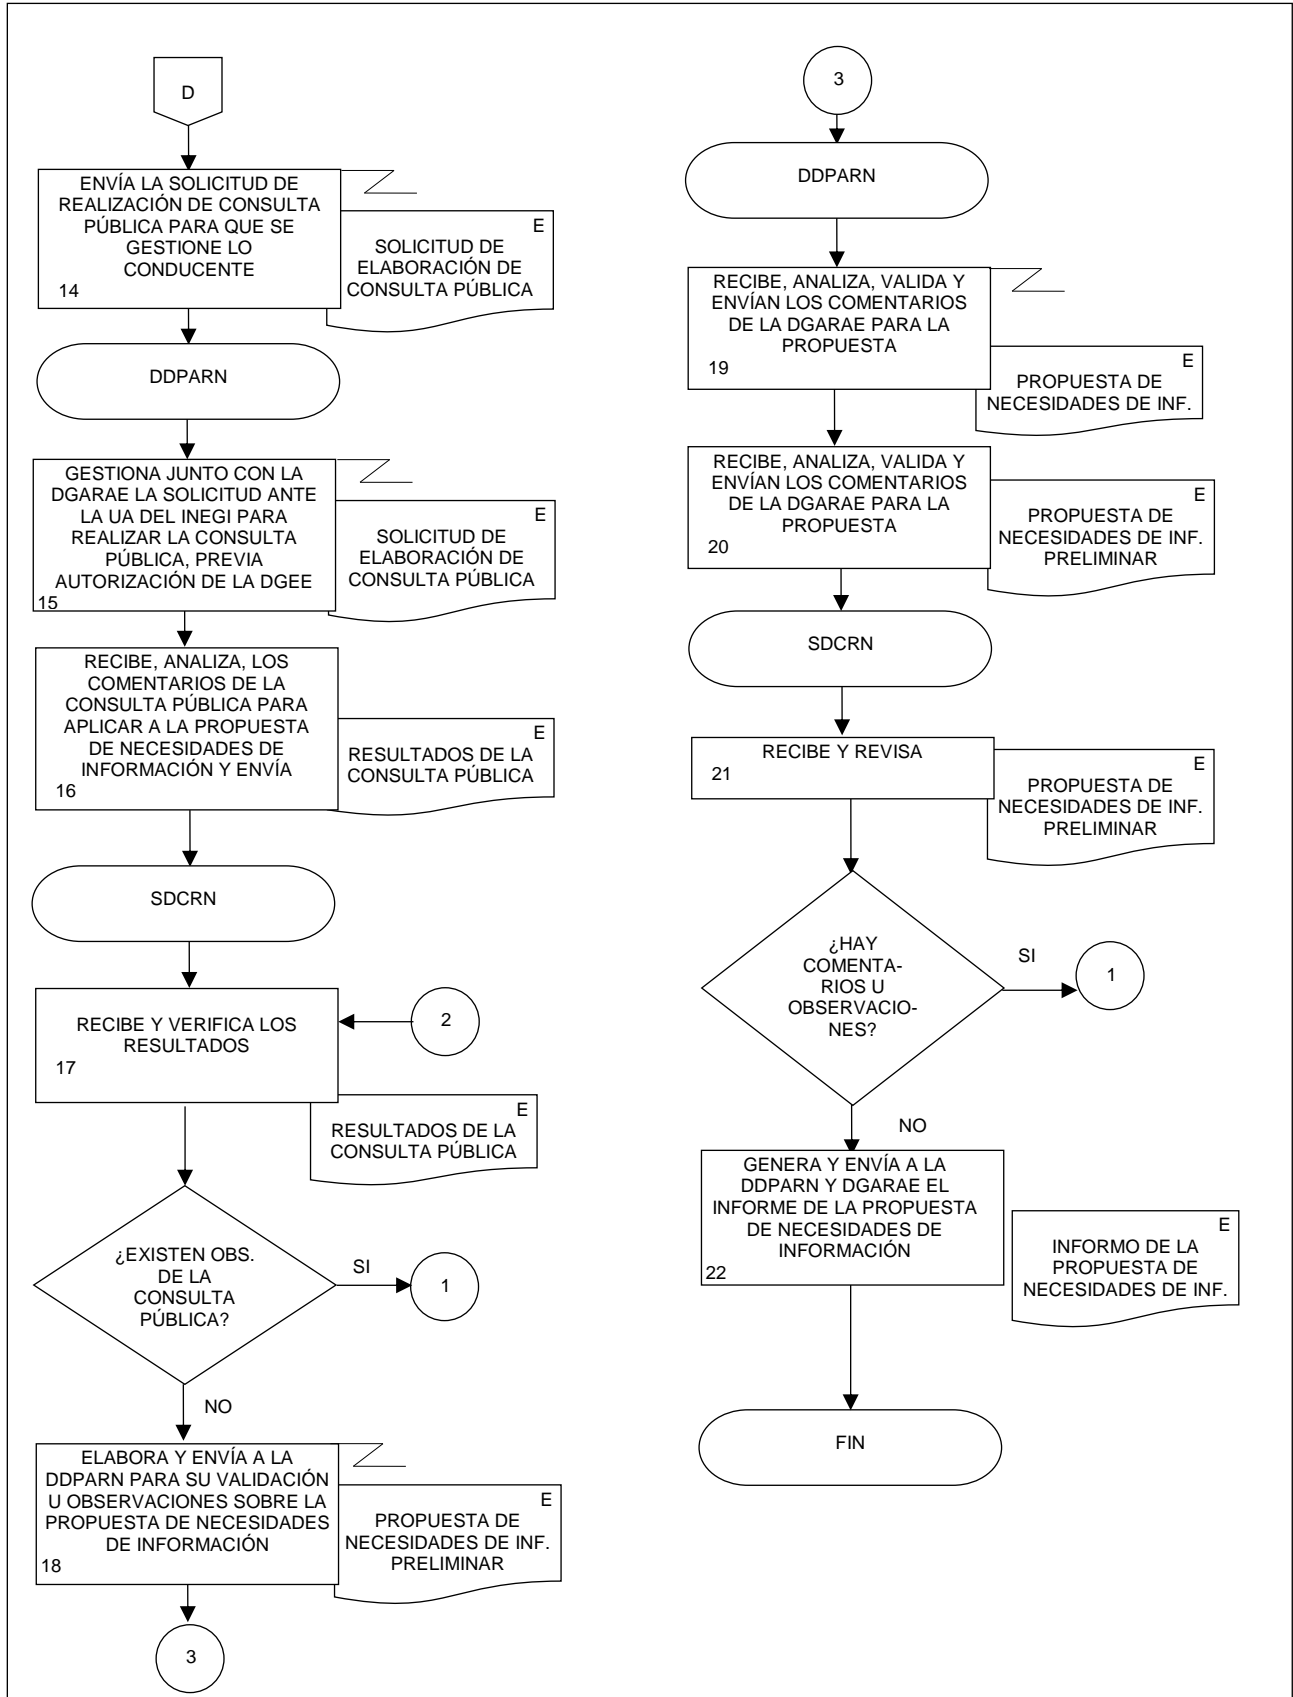 D
ENVÍA LA SOLICITUD DE
REALIZACIÓN DE CONSULTA
PÚBLICA PARA QUE SE
GESTIONE LO
CONDUCENTE
14
E
SOLICITUD DE
ELABORACIÓN DE
CONSULTA PÚBLICA
DDPARN
GESTIONA JUNTO CON LA
DGARAE LA SOLICITUD ANTE
LA UA DEL INEGI PARA
REALIZAR LA CONSULTA
PÚBLICA, PREVIA
AUTORIZACIÓN DE LA DGEE
15
E
SOLICITUD DE
ELABORACIÓN DE
CONSULTA PÚBLICA
RECIBE, ANALIZA, LOS
COMENTARIOS DE LA
CONSULTA PÚBLICA PARA
APLICAR A LA PROPUESTA
DE NECESIDADES DE
INFORMACIÓN Y ENVÍA
16
E
RESULTADOS DE LA
CONSULTA PÚBLICA
SDCRN
RECIBE Y VERIFICA LOS
RESULTADOS
17
2
E
RESULTADOS DE LA
CONSULTA PÚBLICA
¿EXISTEN OBS.
DE LA
CONSULTA
PÚBLICA?
SI
1
NO
ELABORA Y ENVÍA A LA
DDPARN PARA SU VALIDACIÓN
U OBSERVACIONES SOBRE LA
PROPUESTA DE NECESIDADES
DE INFORMACIÓN
18
E
PROPUESTA DE
NECESIDADES DE INF.
PRELIMINAR
3
3
DDPARN
RECIBE, ANALIZA, VALIDA Y
ENVÍAN LOS COMENTARIOS
DE LA DGARAE PARA LA
PROPUESTA
19
E
PROPUESTA DE
NECESIDADES DE INF.
RECIBE, ANALIZA, VALIDA Y
ENVÍAN LOS COMENTARIOS
DE LA DGARAE PARA LA
PROPUESTA
20
E
PROPUESTA DE
NECESIDADES DE INF.
PRELIMINAR
SDCRN
RECIBE Y REVISA
21
E
PROPUESTA DE
NECESIDADES DE INF.
PRELIMINAR
¿HAY
COMENTA-
RIOS U
OBSERVACIO-
NES?
SI
1
NO
GENERA Y ENVÍA A LA
DDPARN Y DGARAE EL
INFORME DE LA PROPUESTA
DE NECESIDADES DE
INFORMACIÓN
22
E
INFORMO DE LA
PROPUESTA DE
NECESIDADES DE INF.
FIN